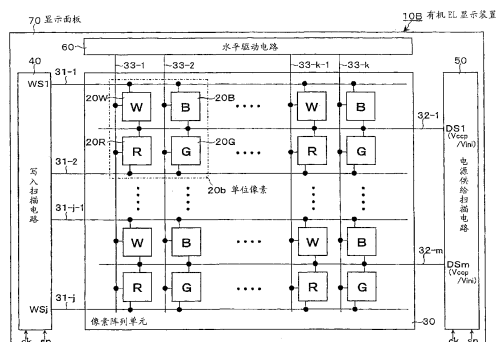 70 显示面板
10B 有机EL显示装置
60
水平驱动电路
40
33-1 33-2 33-k-1 33-k
50
31-1
WS1
20W W B 20B W B
32-1
DS1
(Vccp
/Vini)
20R R G 20G R G
31-2
20b 单位像素
写入扫描电路
电源供给扫描电路
31-j-1
W B W B
32-m
DSm
(Vccp
/Vini)
31-j
R G R G
WSj
像素阵列单元
30
ck sp
ck sp